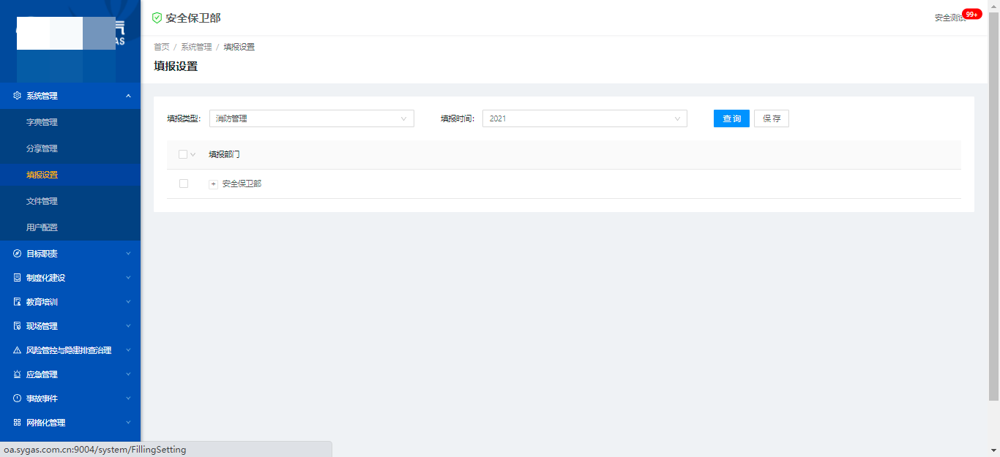 安全保卫部
安全测试 99+
首页 / 系统管理 / 填报设置
填报设置
系统管理
字典管理
分享管理
填报设置
文件管理
用户配置
目标职责
制度化建设
教育培训
现场管理
风险管控与隐患排查治理
应急管理
事故事件
网格化管理
填报类型: 消防管理 填报时间: 2021 查 询 保 存
填报部门
+ 安全保卫部
oa.sygas.com.cn:9004/system/FillingSetting